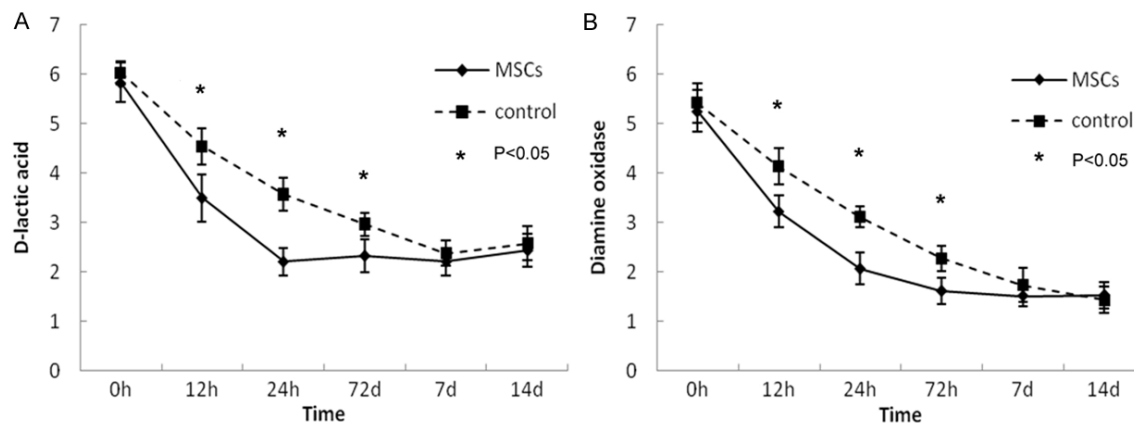 A
D-lactic acid
7
6
5
4
3
2
1
0
MSCs
control
* P<0.05
*
*
*
0h 12h 24h 72d 7d 14d
Time
B
Diamine oxidase
7
6
5
4
3
2
1
0
MSCs
control
* P<0.05
*
*
*
0h 12h 24h 72h 7d 14d
Time